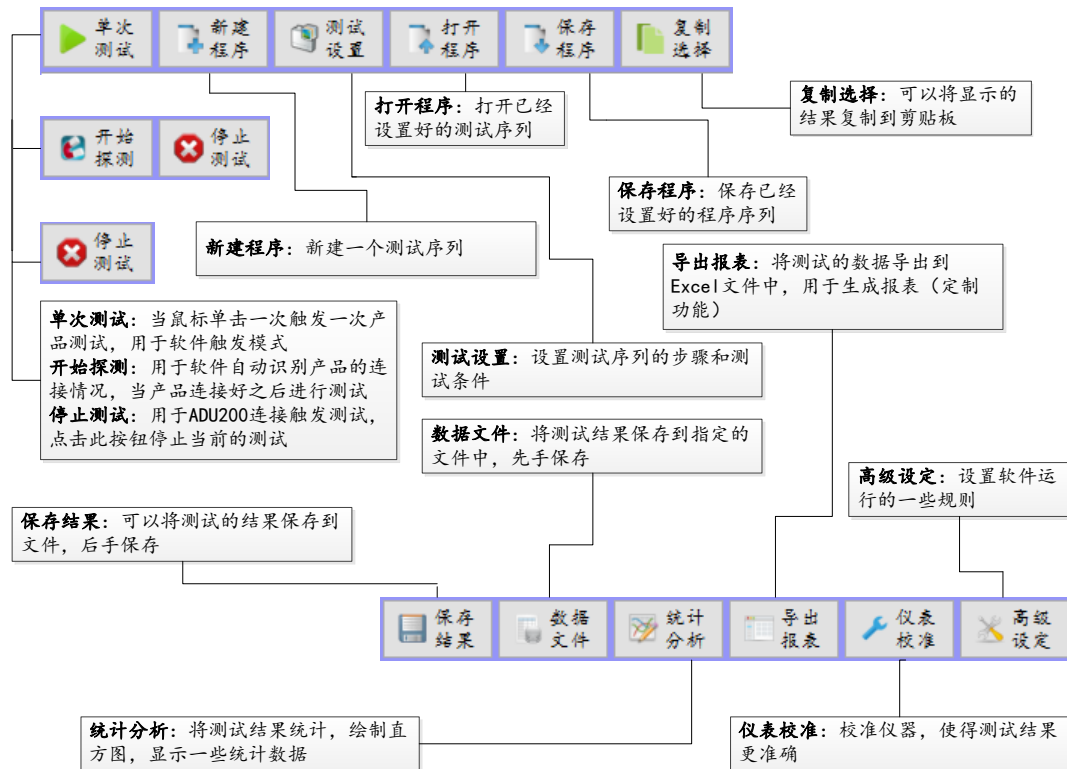 单次
测试
新建
程序
测试
设置
打开
程序
保存
程序
复制
选择
打开程序：打开已经
设置好的测试序列
复制选择：可以将显示的
结果复制到剪贴板
开始
探测
停止
测试
保存程序：保存已经
设置好的程序序列
新建程序：新建一个测试序列
停止
测试
导出报表：将测试的数据导出到
Excel文件中，用于生成报表（定制
功能）
单次测试：当鼠标单击一次触发一次产
品测试，用于软件触发模式
开始探测：用于软件自动识别产品的连
接情况，当产品连接好之后进行测试
停止测试：用于ADU200连接触发测试，
点击此按钮停止当前的测试
测试设置：设置测试序列的步骤和测
试条件
数据文件：将测试结果保存到指定的
文件中，先手保存
高级设定：设置软件运
行的一些规则
保存结果：可以将测试的结果保存到
文件，后手保存
保存
结果
数据
文件
统计
分析
导出
报表
仪表
校准
高级
设定
统计分析：将测试结果统计，绘制直
方图，显示一些统计数据
仪表校准：校准仪器，使得测试结果
更准确